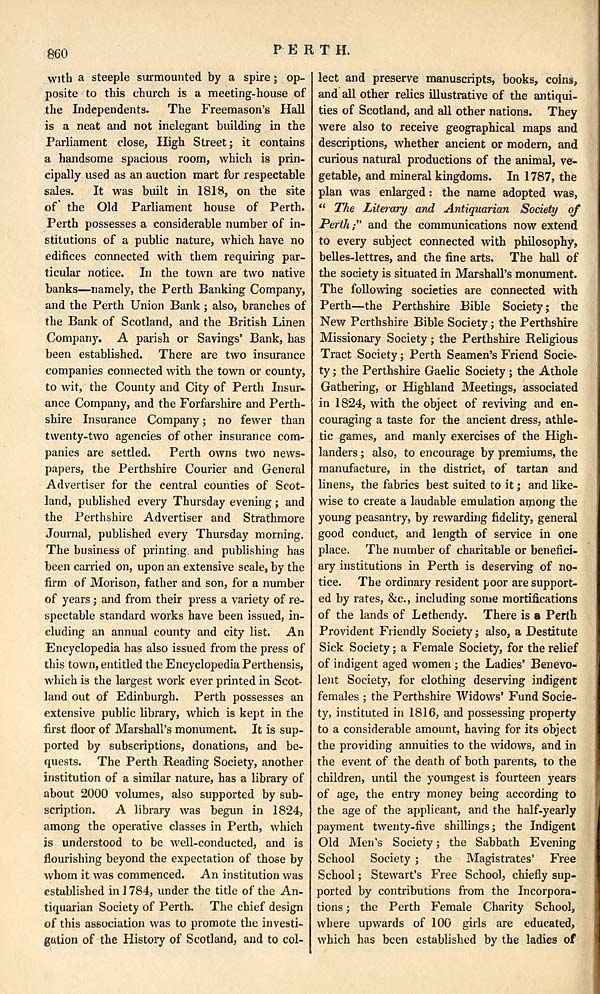 860
PERTH.
with a steeple surmounted by a spire; op-
posite to this church is a meeting-house of
the Independents. The Freemason's Hall
is a neat and not inelegant building in the
Parliament close, High Street; it contains
a handsome spacious room, which is prin-
cipally used as an auction mart for respectable
sales. It was built in 1818, on the site
of the Old Parliament house of Perth.
Perth possesses a considerable number of in-
stitutions of a public nature, which have no
edifices connected with them requiring par-
ticular notice. In the town are two native
banks—namely, the Perth Banking Company,
and the Perth Union Bank; also, branches of
the Bank of Scotland, and the British Linen
Company. A parish or Savings' Bank, has
been established. There are two insurance
companies connected with the town or county,
to wit, the County and City of Perth Insur-
ance Company, and the Forfarshire and Perth-
shire Insurance Company; no fewer than
twenty-two agencies of other insurance com-
panies are settled. Perth owns two news-
papers, the Perthshire Courier and General
Advertiser for the central counties of Scot-
land, published every Thursday evening; and
the Perthshire Advertiser and Strathmore
Journal, published every Thursday morning.
The business of printing and publishing has
been carried on, upon an extensive scale, by the
firm of Morison, father and son, for a number
of years; and from their press a variety of re-
spectable standard works have been issued, in-
cluding an annual county and city list. An
Encyclopedia has also issued from the press of
this town, entitled the Encyclopedia Perthensis,
which is the largest work ever printed in Scot-
land out of Edinburgh. Perth possesses an
extensive public library, which is kept in the
first floor of Marshall's monument. It is sup-
ported by subscriptions, donations, and be-
quests. The Perth Reading Society, another
institution of a similar nature, has a library of
about 2000 volumes, also supported by sub-
scription. A library was begun in 1824,
among the operative classes in Perth, which
is understood to be well-conducted, and is
flourishing beyond the expectation of those by
whom it was commenced. An institution was
established in 1784, under the title of the An-
tiquarian Society of Perth. The chief design
of this association was to promote the investi-
gation of the History of Scotland, and to col-
lect and preserve manuscripts, books, coins,
and all other relics illustrative of the antiqui-
ties of Scotland, and all other nations. They
were also to receive geographical maps and
descriptions, whether ancient or modern, and
curious natural productions of the animal, ve-
getable, and mineral kingdoms. In 1787, the
plan was enlarged: the name adopted was,
" The Literary and Antiquarian Society of
Perth;" and the communications now extend
to every subject connected with philosophy,
belles-lettres, and the fine arts. The hall of
the society is situated in Marshall's monument.
The following societies are connected with
Perth—the Perthshire Bible Society; the
New Perthshire Bible Society; the Perthshire
Missionary Society; the Perthshire Religious
Tract Society; Perth Seamen's Friend Socie-
ty; the Perthshire Gaelic Society; the Athole
Gathering, or Highland Meetings, associated
in 1824, with the object of reviving and en-
couraging a taste for the ancient dress, athle-
tic games, and manly exercises of the High-
landers; also, to encourage by premiums, the
manufacture, in the district, of tartan and
linens, the fabrics best suited to it; and like-
wise to create a laudable emulation among the
young peasantry, by rewarding fidelity, general
good conduct, and length of service in one
place. The number of charitable or benefici-
ary institutions in Perth is deserving of no-
tice. The ordinary resident poor are support-
ed by rates, &c., including some mortifications
of the lands of Lethendy. There is a Perth
Provident Friendly Society; also, a Destitute
Sick Society; a Female Society, for the relief
of indigent aged women; the Ladies' Benevo-
lent Society, for clothing deserving indigent
females; the Perthshire Widows' Fund Socie-
ty, instituted in 1816, and possessing property
to a considerable amount, having for its object
the providing annuities to the widows, and in
the event of the death of both parents, to the
children, until the youngest is fourteen years
of age, the entry money being according to
the age of the applicant, and the half-yearly
payment twenty-five shillings; the Indigent
Old Men's Society; the Sabbath Evening
School Society; the Magistrates' Free
School; Stewart's Free School, chiefly sup-
ported by contributions from the Incorpora-
tions; the Perth Female Charity School,
where upwards of 100 girls are educated,
which has been established by the ladies of